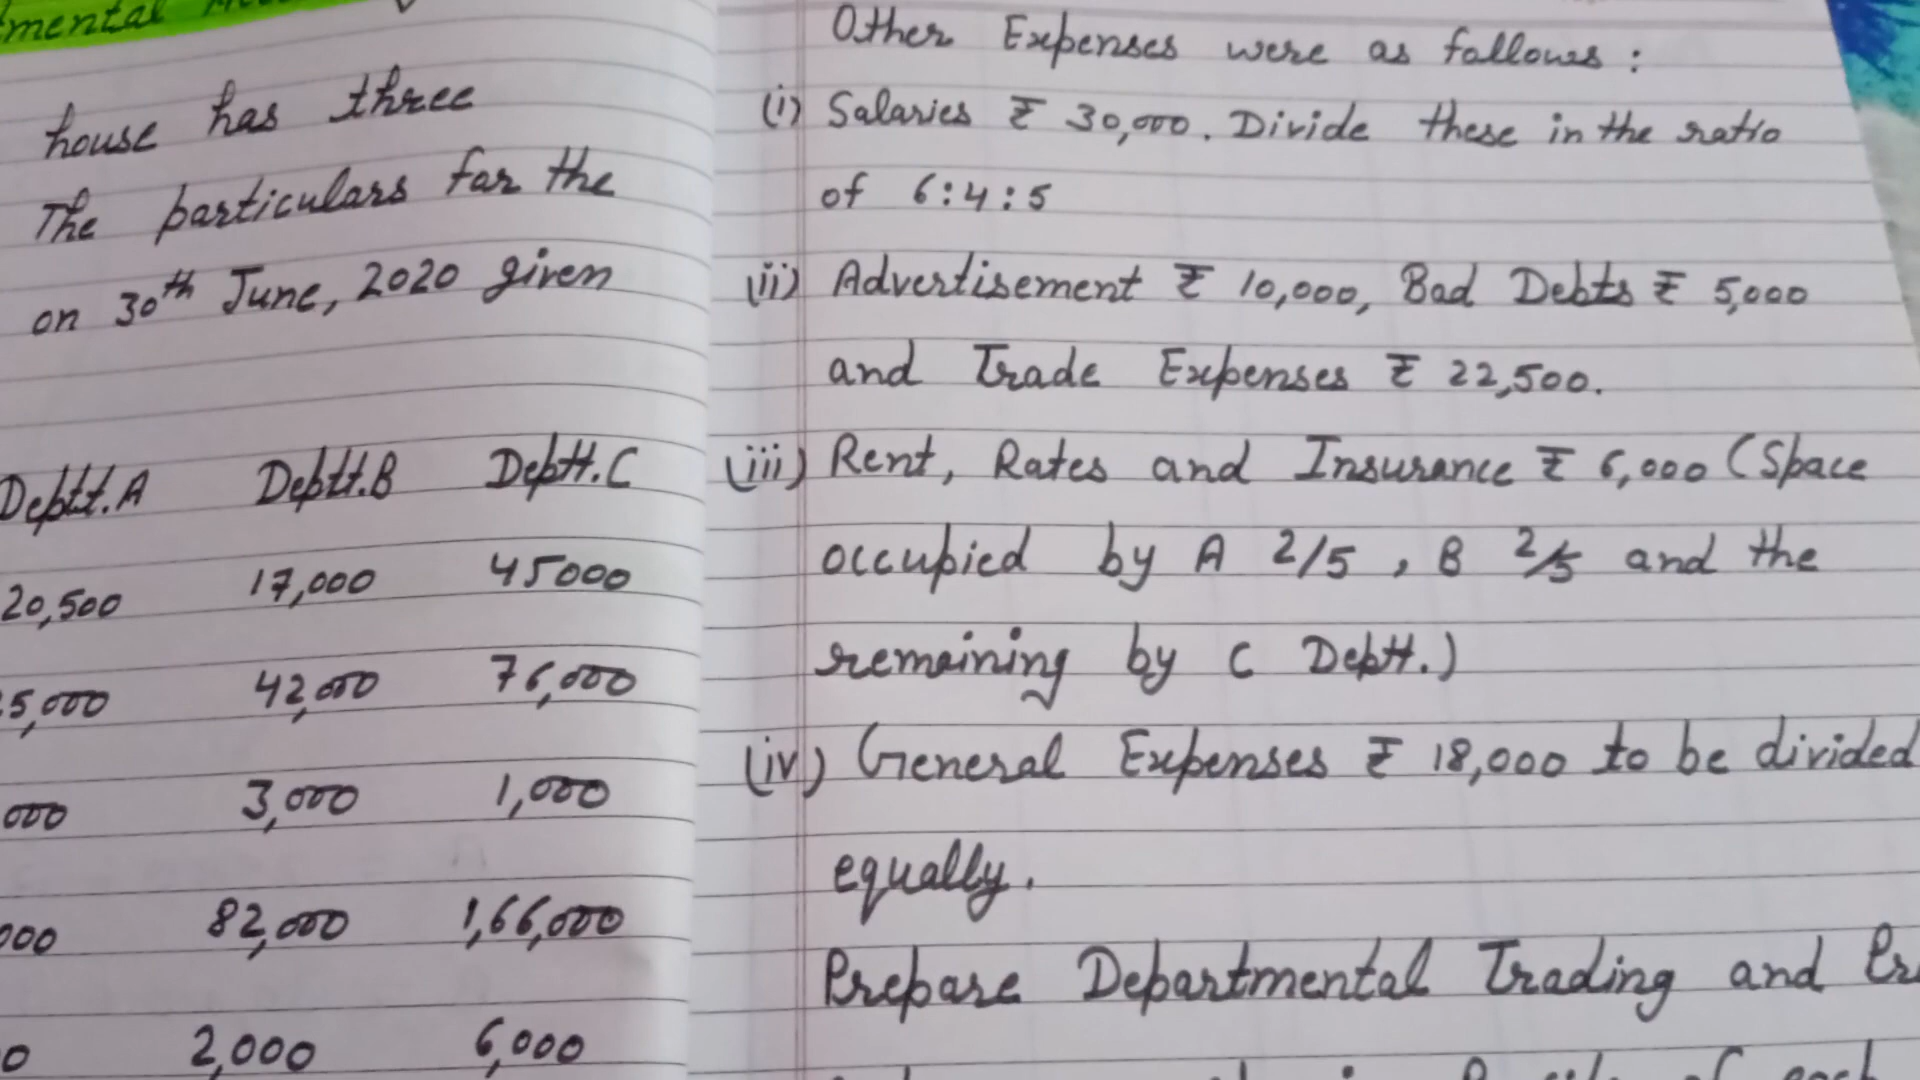 mental
house has three
The particulars for the
on 30th June, 2020 given
Deptt.A Deptt.B Deptt.C
20,500 17,000 45000
5,000 42,000 76,000
000 3,000 1,000
000 82,000 1,66,000
0 2,000 6,000
Other Expenses were as follows :
(i) Salaries ₹ 30,000. Divide these in the ratio
of 6:4:5
(ii) Advertisement ₹ 10,000, Bad Debts ₹ 5,000
and Trade Expenses ₹ 22,500.
(iii) Rent, Rates and Insurance ₹ 6,000 (Space
occupied by A 2/5 , B 2/5 and the
remaining by C Deptt.)
(iv) General Expenses ₹ 18,000 to be divided
equally.
Prepare Departmental Trading and Pr